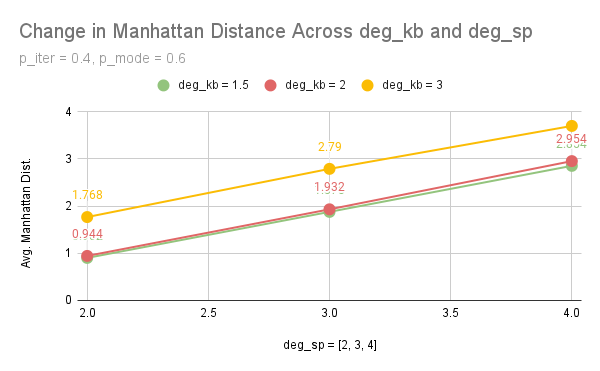 Change in Manhattan Distance Across deg_kb and deg_sp
p_iter = 0.4, p_mode = 0.6
deg_kb = 1.5 deg_kb = 2 deg_kb = 3
Avg. Manhattan Dist.
4
3
2
1
0
1.768
2.79
0.944
1.932
2.954
2.0 2.5 3.0 3.5 4.0
deg_sp = [2, 3, 4]